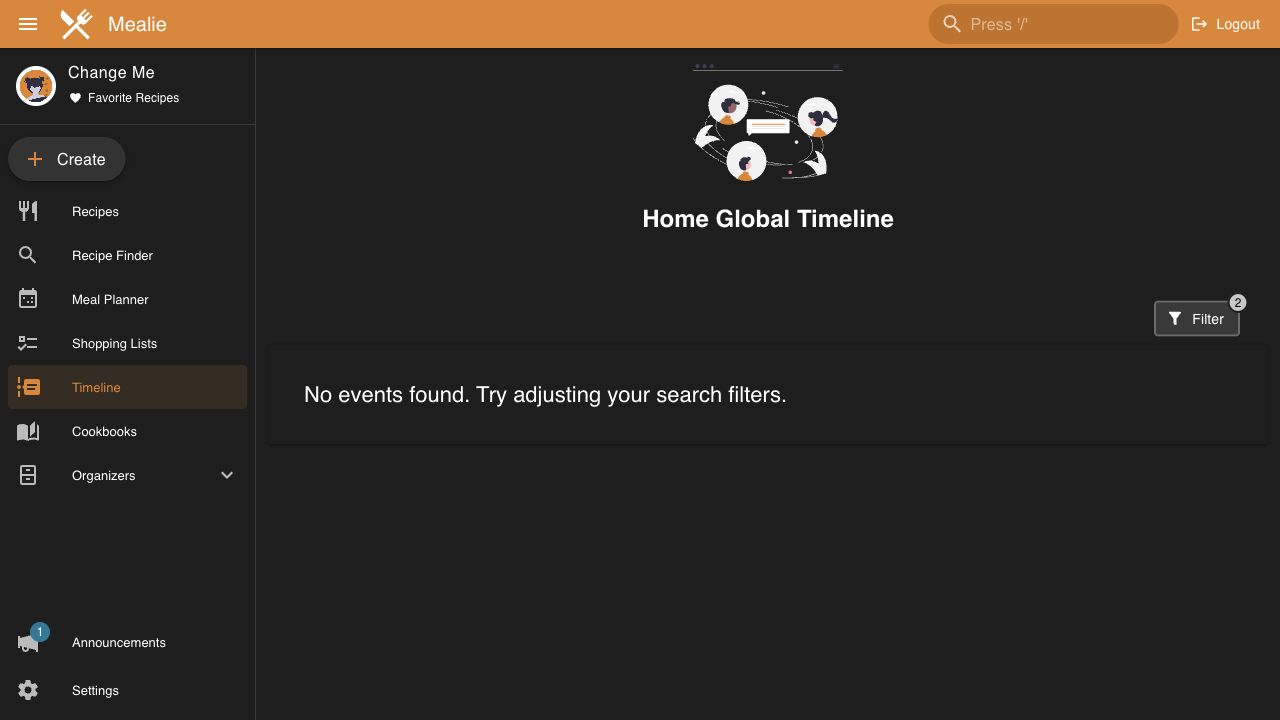 Mealie
Press '/'
Logout
Change Me
Favorite Recipes
Create
Recipes
Recipe Finder
Meal Planner
Shopping Lists
Timeline
Cookbooks
Organizers
1
Announcements
Settings
Home Global Timeline
2
Filter
No events found. Try adjusting your search filters.